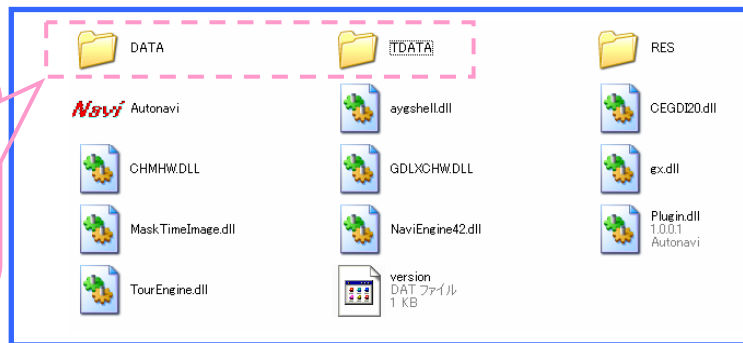 DATA
TDATA
RES
Navi Autonavi
aygshell.dll
CEGDI20.dll
CHMHW.DLL
GDLXCHW.DLL
gx.dll
MaskTimeImage.dll
NaviEngine42.dll
Plugin.dll
1.0.0.1
Autonavi
TourEngine.dll
version
DAT ファイル
1 KB